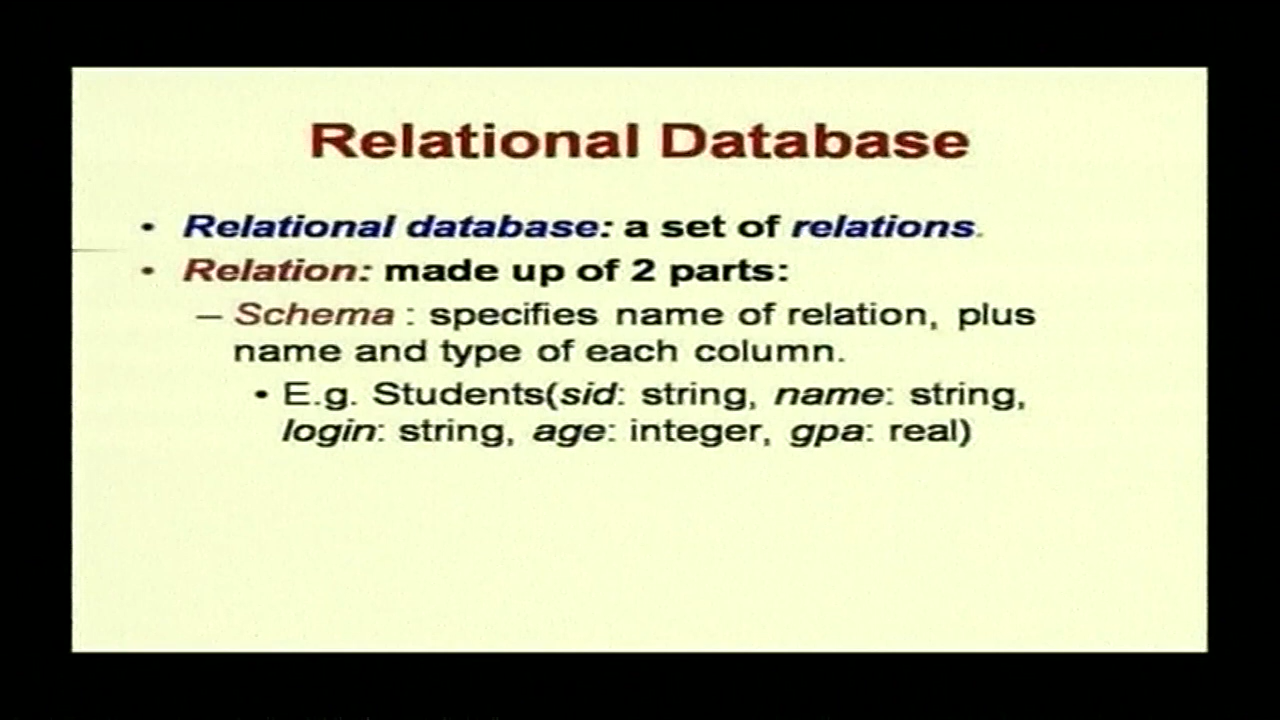 Relational Database
• Relational database: a set of relations.
• Relation: made up of 2 parts:
– Schema : specifies name of relation, plus
name and type of each column.
• E.g. Students(sid: string, name: string,
login: string, age: integer, gpa: real)